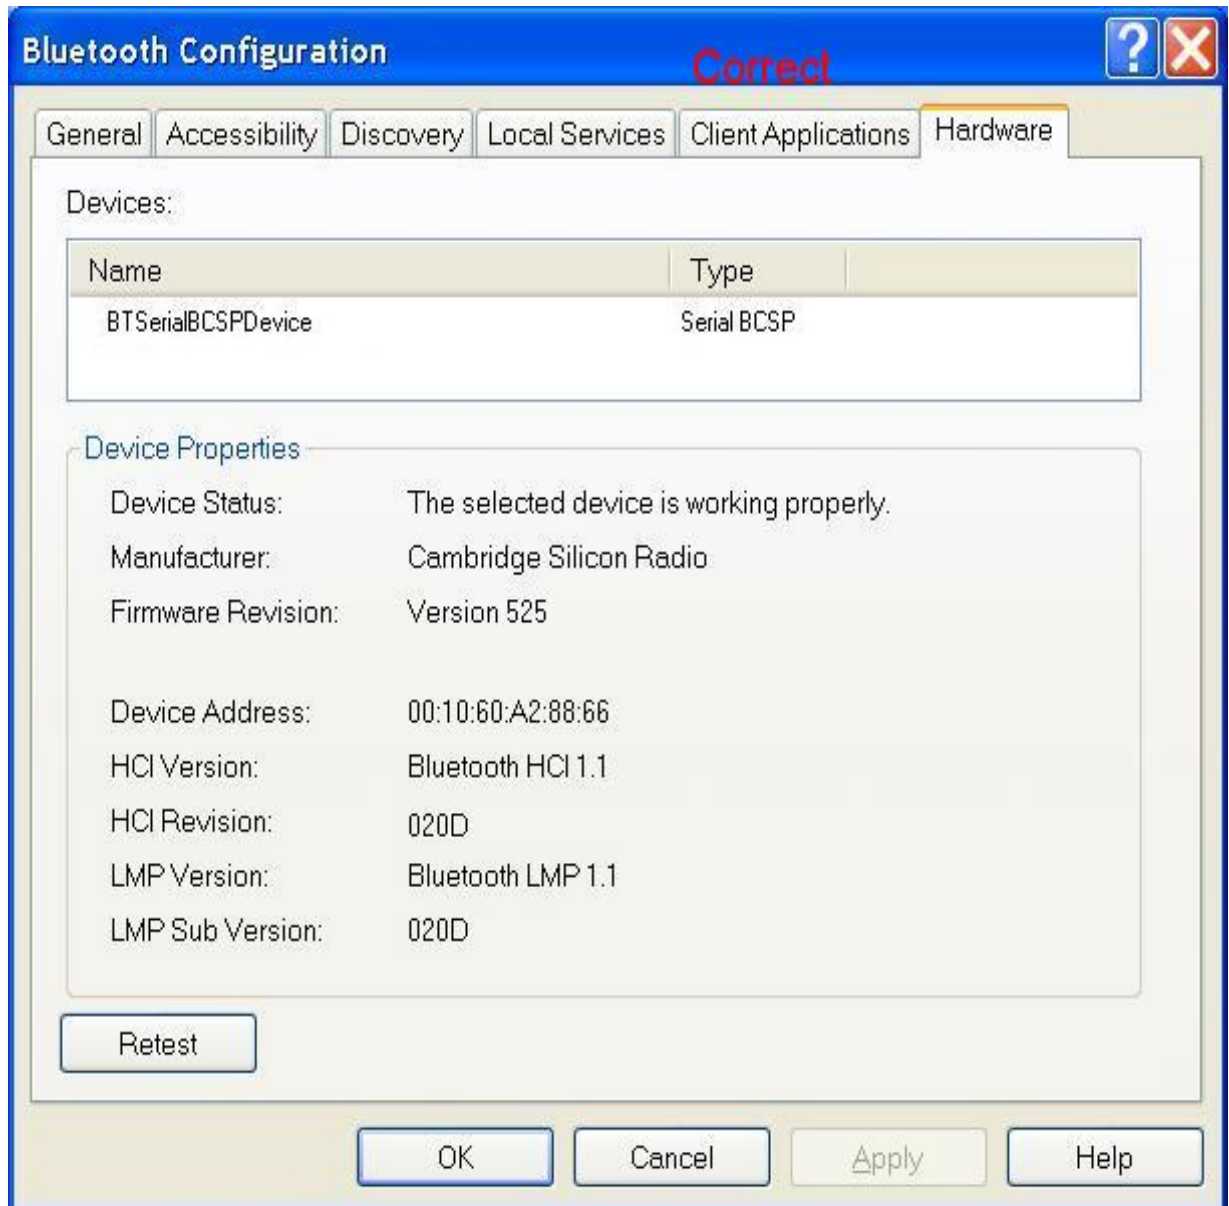 Bluetooth Configuration
Correct
?
General Accessibility Discovery Local Services Client Applications Hardware
Devices:
Name Type
BTSerialBCSPDevice Serial BCSP
Device Properties
Device Status: The selected device is working properly.
Manufacturer: Cambridge Silicon Radio
Firmware Revision: Version 525
Device Address: 00:10:60:A2:88:66
HCI Version: Bluetooth HCI 1.1
HCI Revision: 020D
LMP Version: Bluetooth LMP 1.1
LMP Sub Version: 020D
Retest
OK Cancel Apply Help